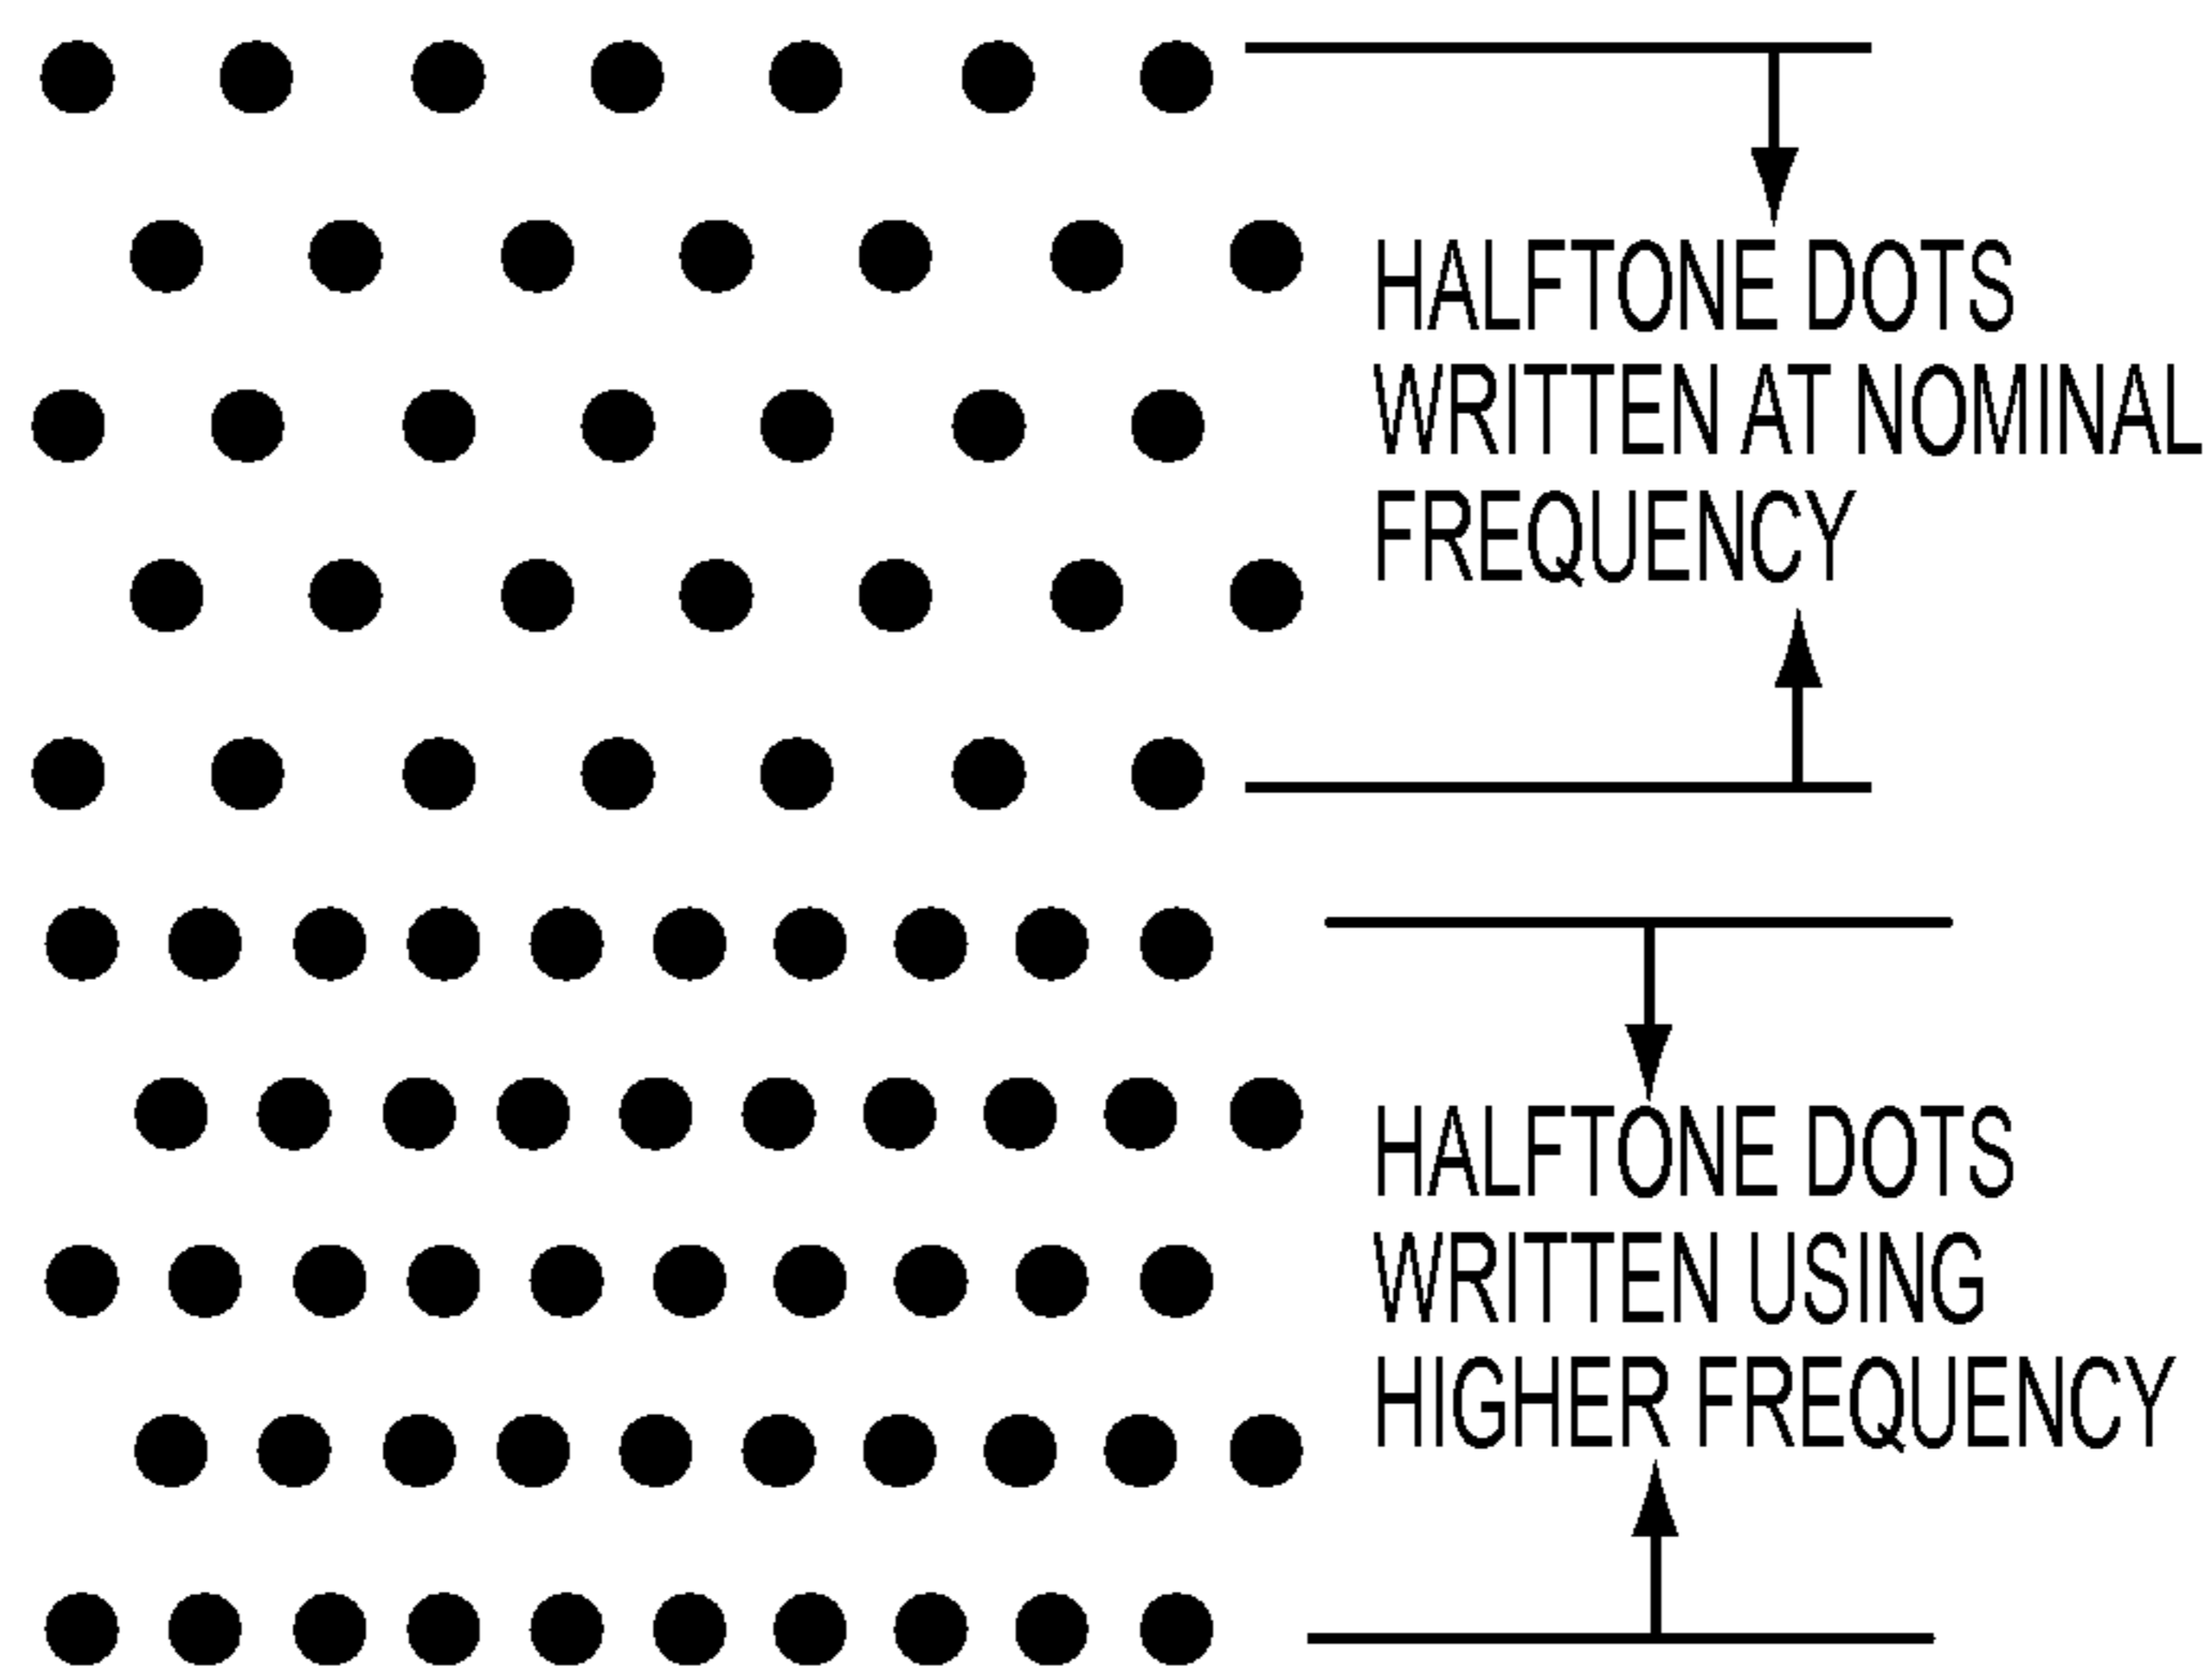 HALFTONE DOTS
WRITTEN AT NOMINAL
FREQUENCY
HALFTONE DOTS
WRITTEN USING
HIGHER FREQUENCY